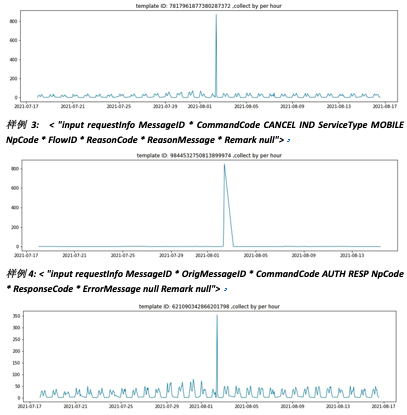 template ID: 7817961877380287372 ,collect by per hour
800
600
400
200
0
2021-07-17 2021-07-21 2021-07-25 2021-07-29 2021-08-01 2021-08-05 2021-08-09 2021-08-13 2021-08-17
样例 3: < "input requestInfo MessageID * CommandCode CANCEL IND ServiceType MOBILE
NpCode * FlowID * ReasonCode * ReasonMessage * Remark null">
template ID: 9844532750813899974 ,collect by per hour
800
600
400
200
0
2021-07-17 2021-07-21 2021-07-25 2021-07-29 2021-08-01 2021-08-05 2021-08-09 2021-08-13 2021-08-17
样例 4: < "input requestInfo MessageID * OrigMessageID * CommandCode AUTH RESP NpCode
* ResponseCode * ErrorMessage null Remark null">
template ID: 621090342866201798 ,collect by per hour
350
300
250
200
150
100
50
0
2021-07-17 2021-07-21 2021-07-25 2021-07-29 2021-08-01 2021-08-05 2021-08-09 2021-08-13 2021-08-17